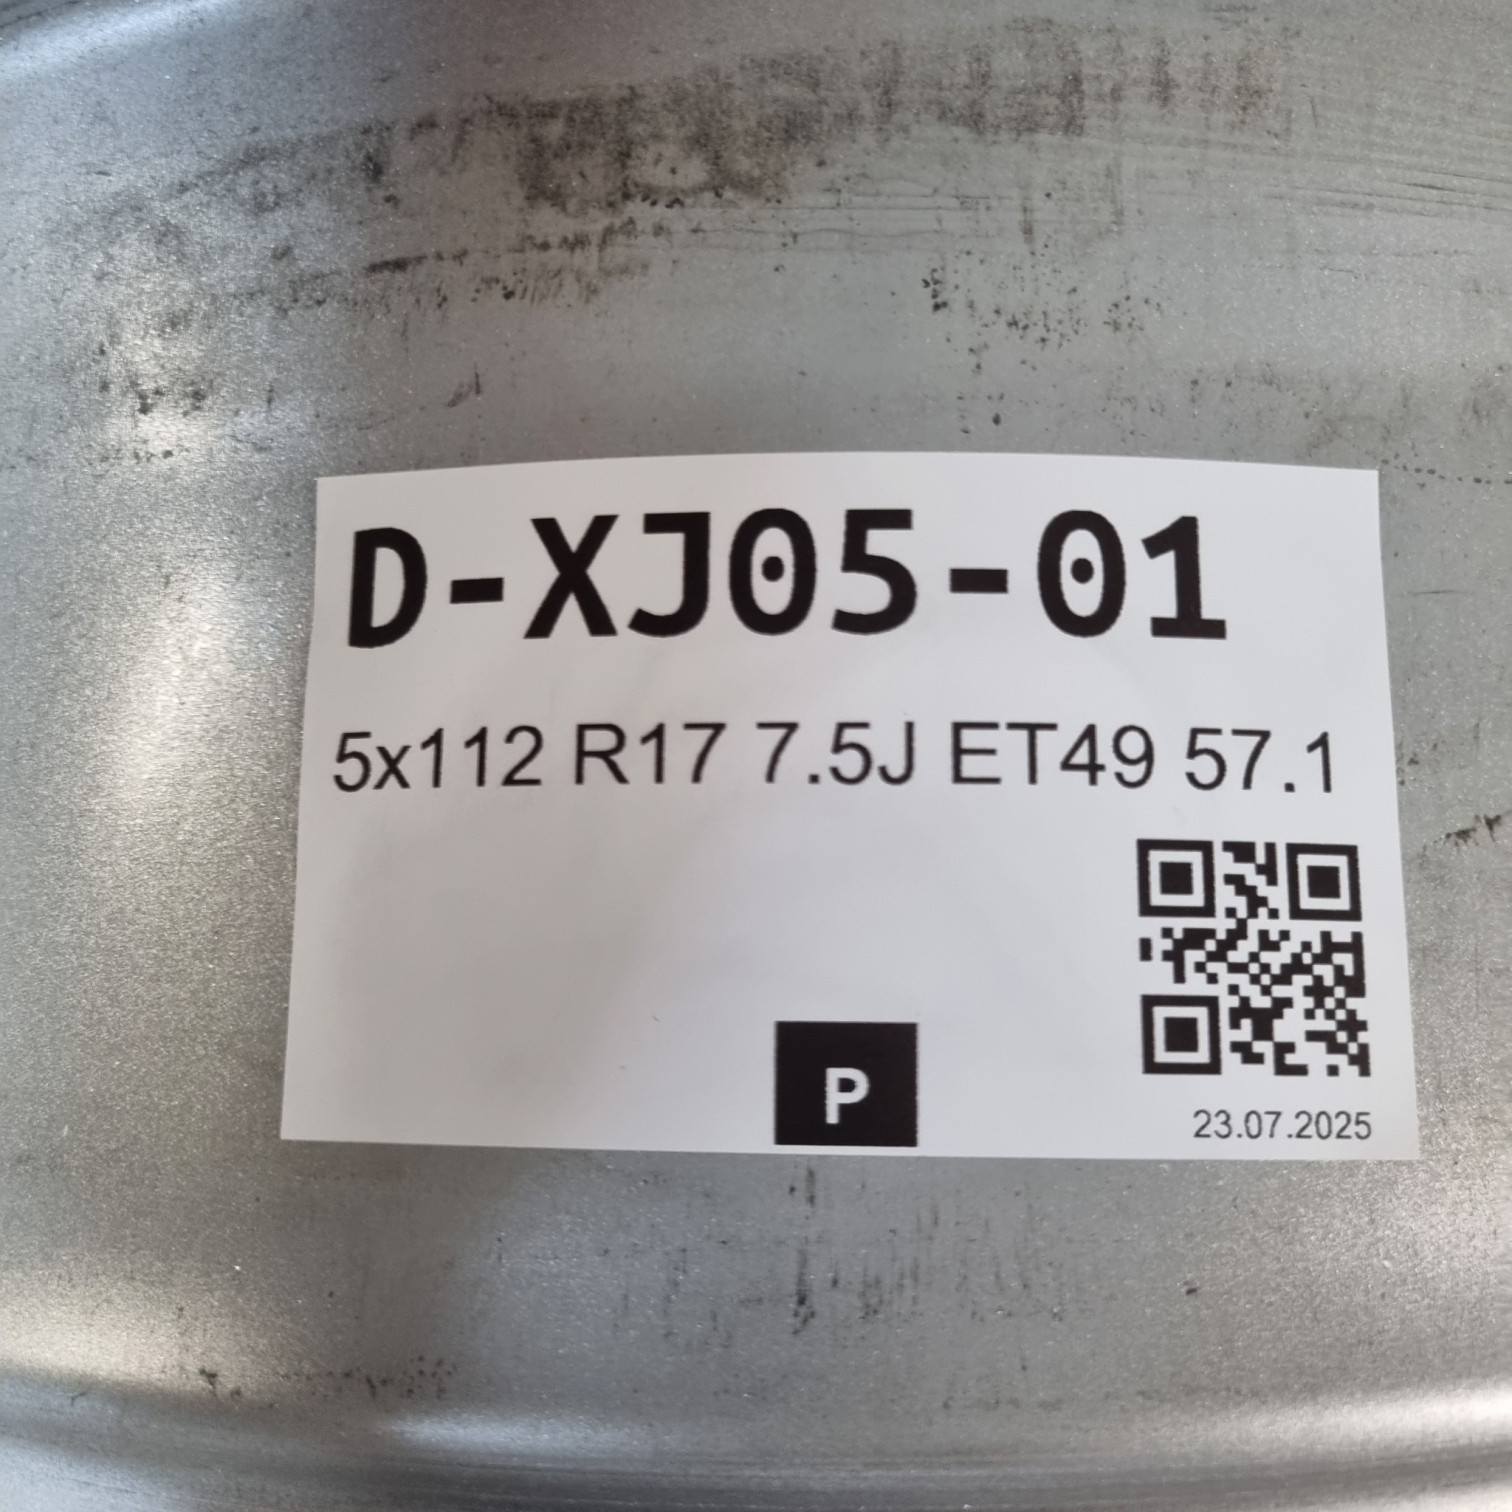 D-XJ05-01
5x112 R17 7.5J ET49 57.1
P
23.07.2025